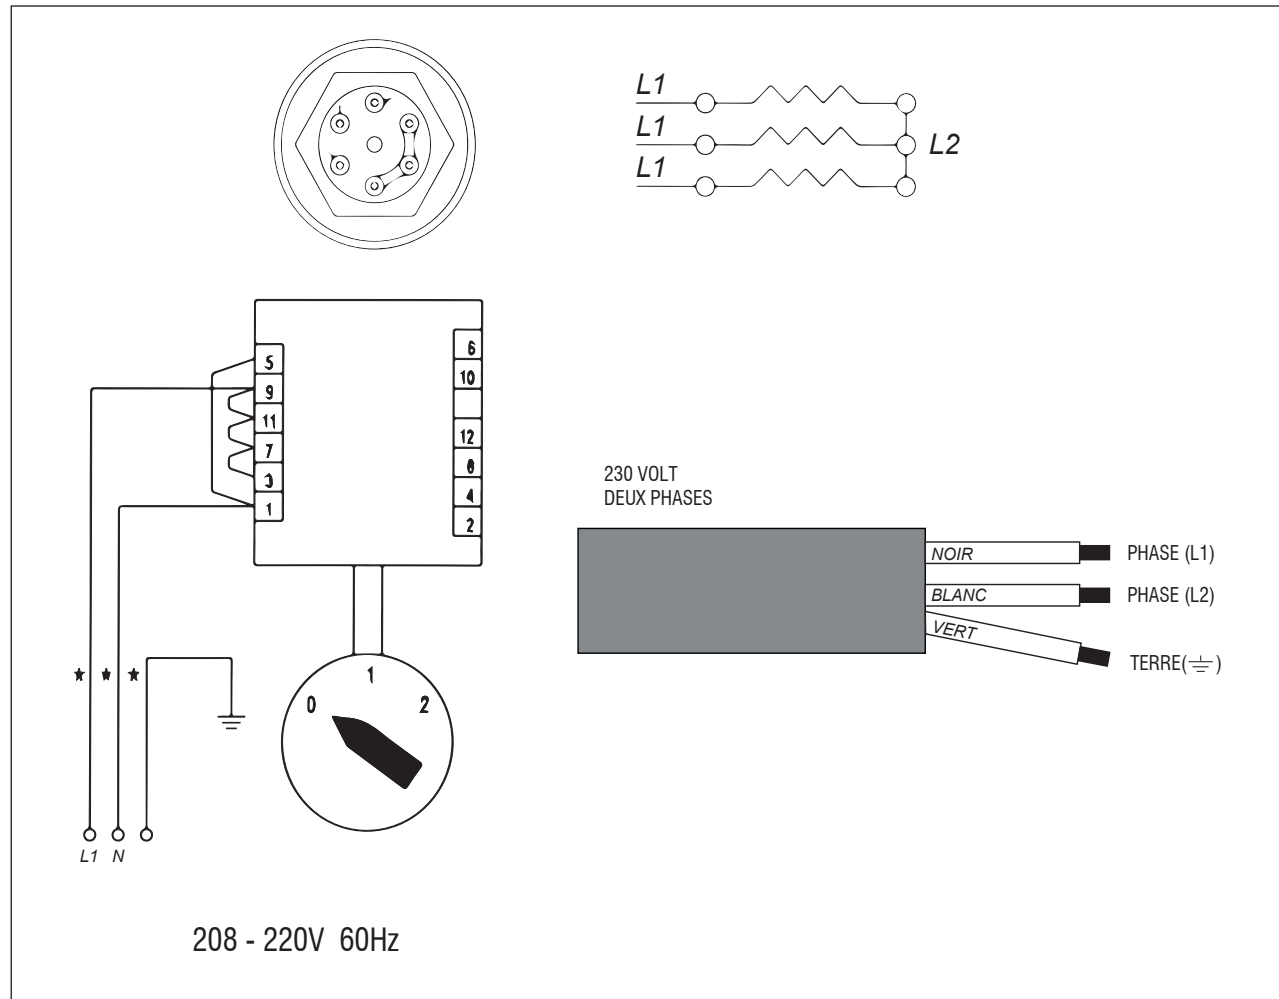 L1
L1
L1
L2
5
9
11
7
3
1
6
10
12
4
2
230 VOLT
DEUX PHASES
NOIR
BLANC
VERT
PHASE (L1)
PHASE (L2)
TERRE( )
0
1
2
L1 N
208 - 220V 60Hz